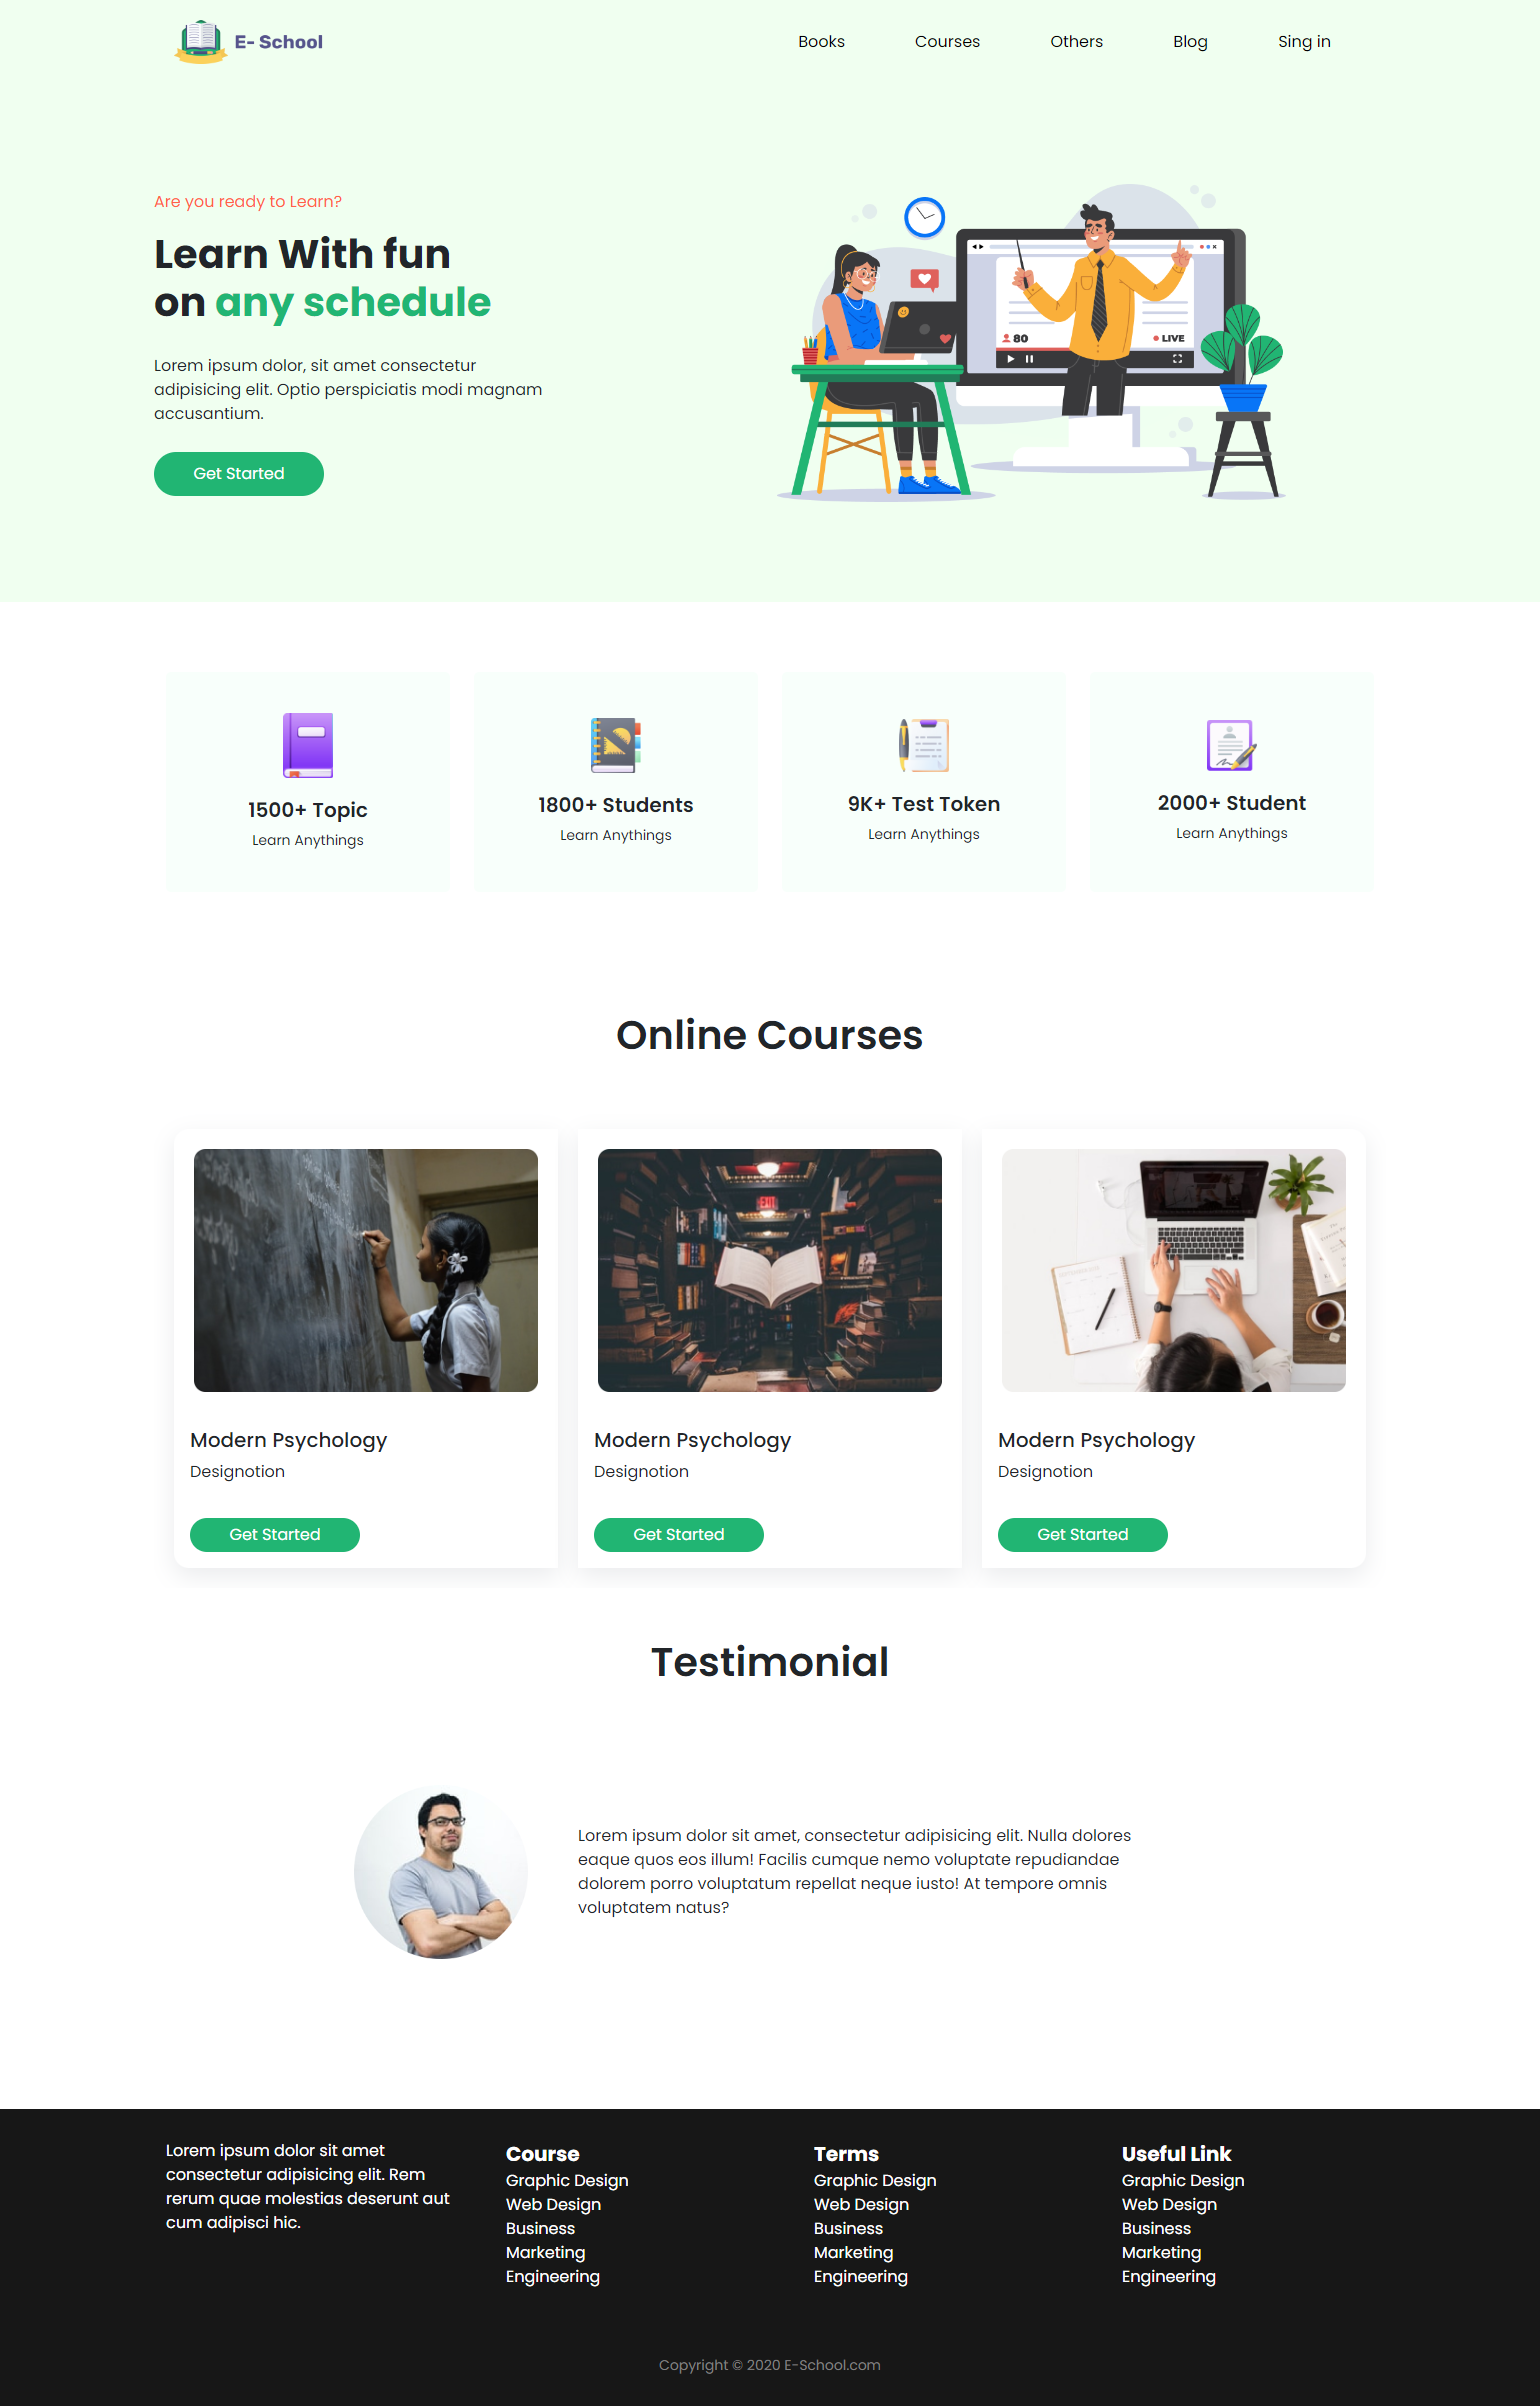 E- School
Books
Courses
Others
Blog
Sing in
Are you ready to Learn?
Learn With fun
on any schedule
Lorem ipsum dolor, sit amet consectetur
adipisicing elit. Optio perspiciatis modi magnam
accusantium.
Get Started
80
LIVE
1500+ Topic
Learn Anythings
1800+ Students
Learn Anythings
9K+ Test Token
Learn Anythings
2000+ Student
Learn Anythings
Online Courses
EXIT
Modern Psychology
Designotion
Get Started
Modern Psychology
Designotion
Get Started
Modern Psychology
Designotion
Get Started
Testimonial
Lorem ipsum dolor sit amet, consectetur adipisicing elit. Nulla dolores
eaque quos eos illum! Facilis cumque nemo voluptate repudiandae
dolorem porro voluptatum repellat neque iusto! At tempore omnis
voluptatem natus?
Lorem ipsum dolor sit amet
consectetur adipisicing elit. Rem
rerum quae molestias deserunt aut
cum adipisci hic.
Course
Graphic Design
Web Design
Business
Marketing
Engineering
Terms
Graphic Design
Web Design
Business
Marketing
Engineering
Useful Link
Graphic Design
Web Design
Business
Marketing
Engineering
Copyright © 2020 E-School.com